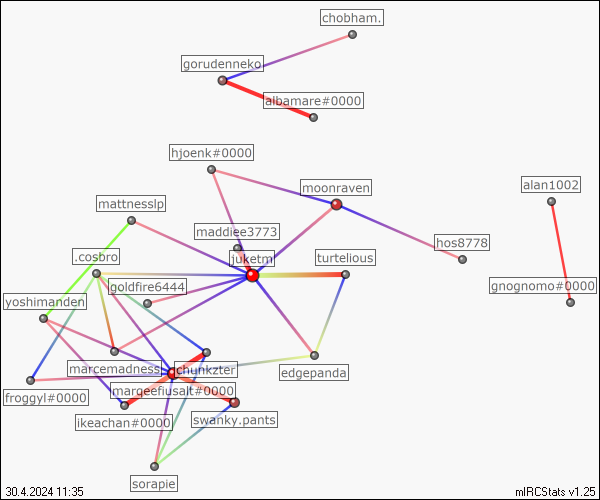 chobham.
gorudenneko
albamare#0000
hjoenk#0000
alan1002
moonraven
mattnesslp
maddiee3773
hos8778
.cosbro
juketm
turtelious
goldfire6444
gnognomo#0000
yoshimanden
marcemadness
chunkzter
edgepanda
margeefiusalt#0000
froggyl#0000
ikeachan#0000
swanky.pants
sorapie
30.4.2024 11:35
mIRCStats v1.25